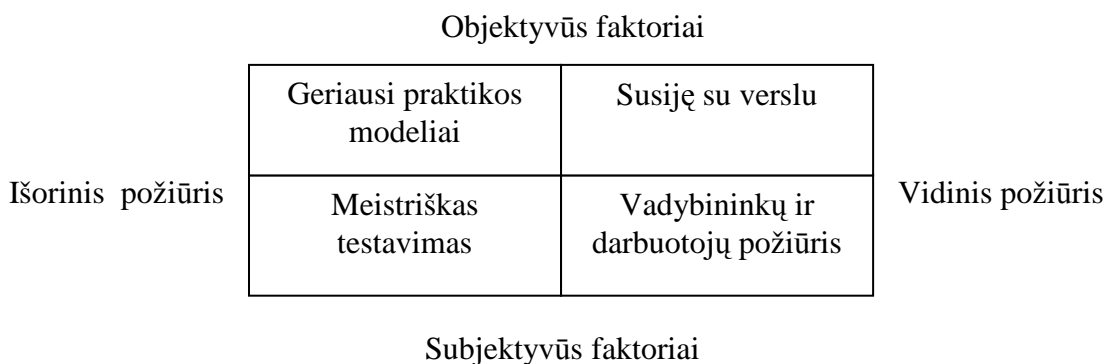 Objektyvūs faktoriai
Geriausi praktikos
modeliai
Susiję su verslu
Išorinis požiūris
Vidinis požiūris
Meistriškas
testavimas
Vadybininkų ir
darbuotojų požiūris
Subjektyvūs faktoriai